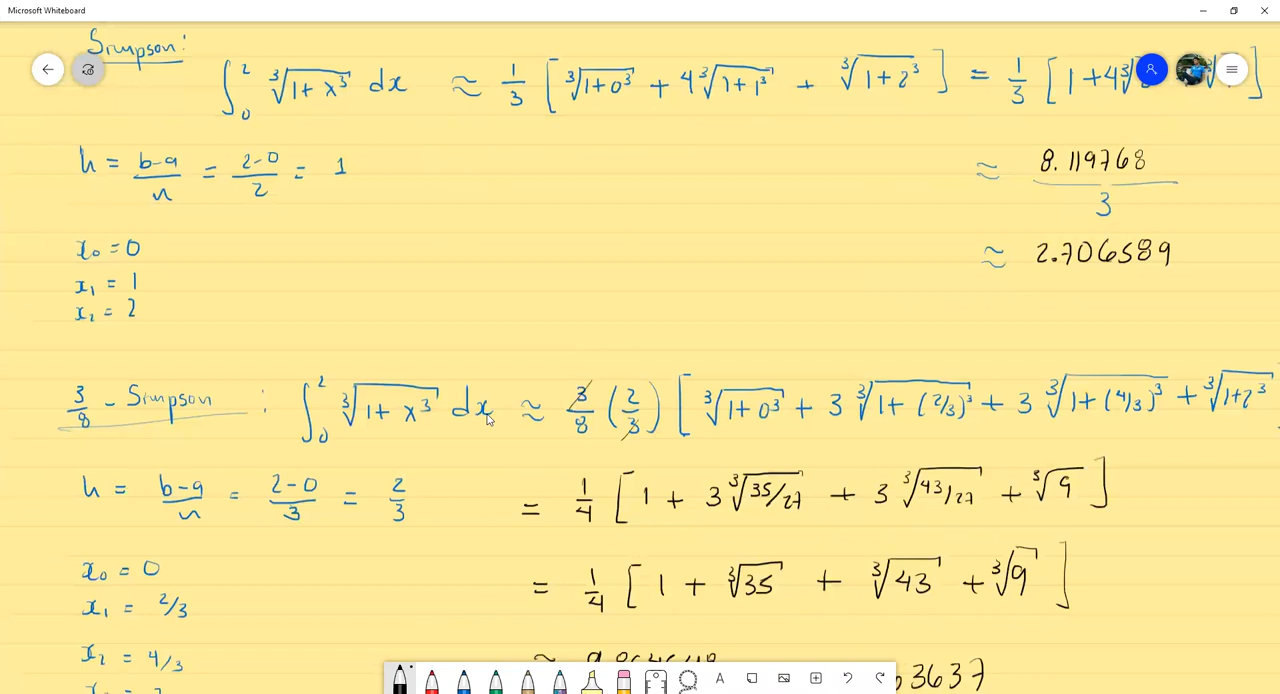 Microsoft Whiteboard
Simpson:
∫₀² ∛(1+x³) dx ≈ 1/3 [∛(1+0³) + 4∛(1+1³) + ∛(1+2³)] = 1/3 [1+4∛
h = (b-a)/n = (2-0)/2 = 1
≈ 8.119768/3
x₀ = 0
≈ 2.706589
x₁ = 1
x₂ = 2
3/8 - Simpson : ∫₀² ∛(1+x³) dx ≈ 3/8 (2/3) [∛(1+0³) + 3 ∛(1+(2/3)³) + 3 ∛(1+(4/3)³) + ∛(1+2³)
h = (b-a)/n = (2-0)/3 = 2/3
= 1/4 [1 + 3∛(35/27) + 3∛(43/27) + ∛9]
x₀ = 0
x₁ = 2/3
= 1/4 [1 + ∛35 + ∛43 + ∛9]
x₂ = 4/3
≈
3637
A